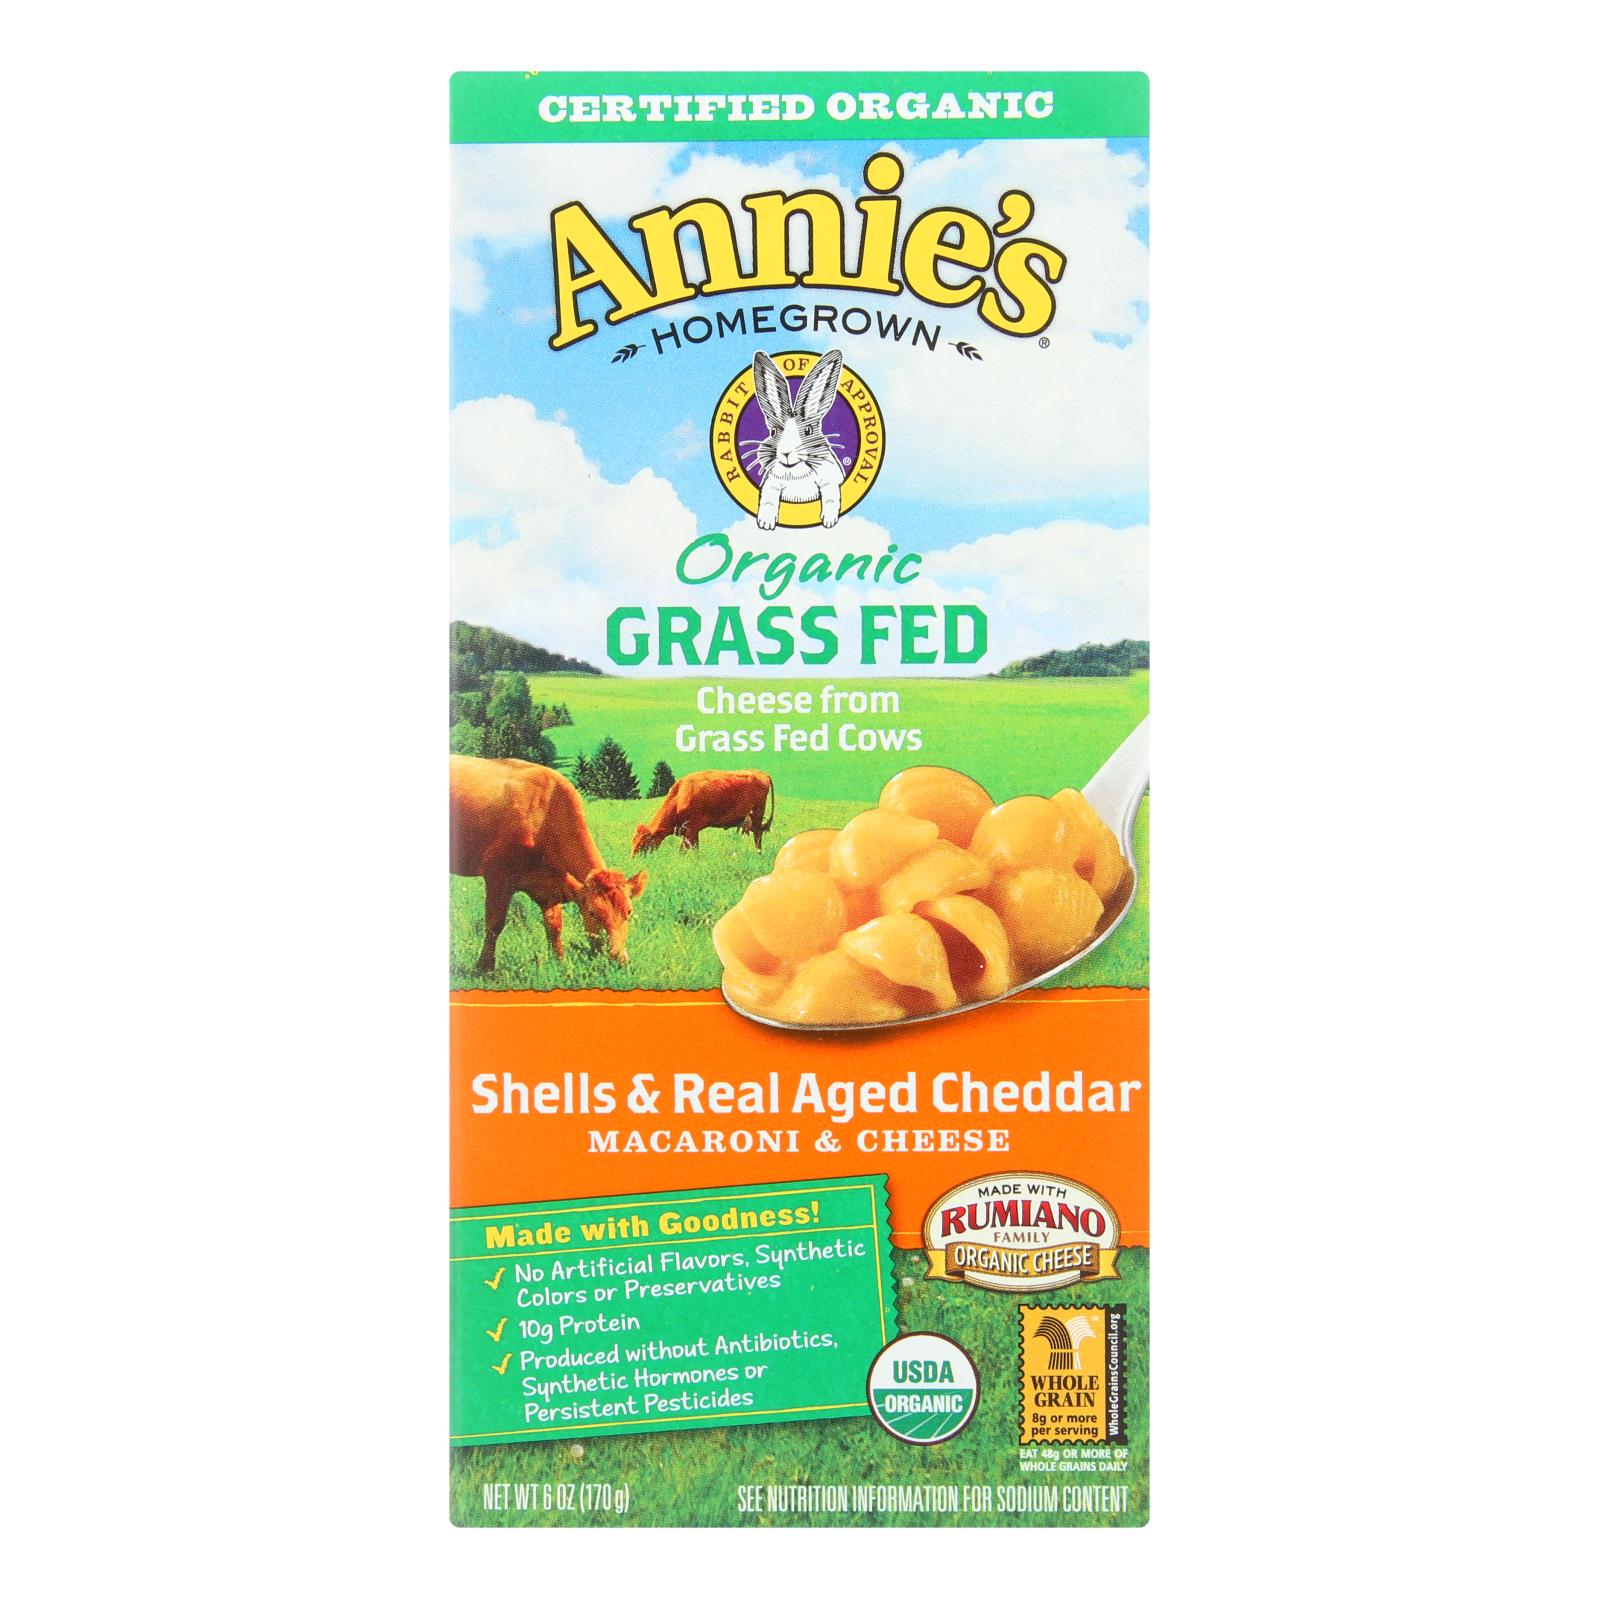 CERTIFIED ORGANIC
Annie's®
HOMEGROWN
RABBIT OF APPROVAL ®
Organic
GRASS FED
Cheese from
Grass Fed Cows
Shells & Real Aged Cheddar
MACARONI & CHEESE
Made with Goodness!
No Artificial Flavors, Synthetic
Colors or Preservatives
10g Protein
Produced without Antibiotics,
Synthetic Hormones or
Persistent Pesticides
MADE WITH
RUMIANO
FAMILY
ORGANIC CHEESE
USDA
ORGANIC
TM
WHOLE
GRAIN
8g or more
per serving
WholeGrainsCouncil.org
EAT 48g OR MORE OF
WHOLE GRAINS DAILY
NET WT 6 OZ (170 g)
SEE NUTRITION INFORMATION FOR SODIUM CONTENT